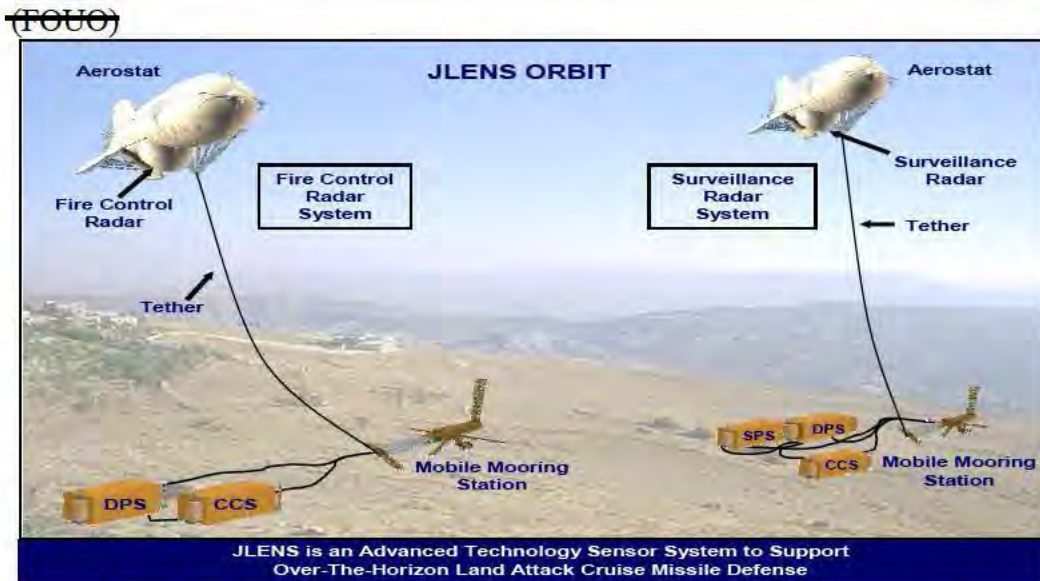 (FOUO)
JLENS ORBIT
Aerostat
Fire Control
Radar
Fire Control
Radar
System
Tether
DPS
CCS
Mobile Mooring
Station
Aerostat
Surveillance
Radar
Surveillance
Radar
System
Tether
SPS
DPS
CCS
Mobile Mooring
Station
JLENS is an Advanced Technology Sensor System to Support
Over-The-Horizon Land Attack Cruise Missile Defense